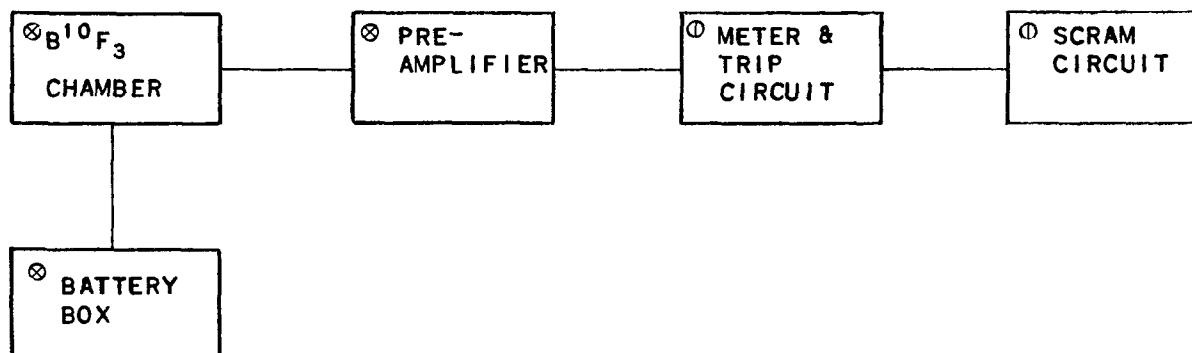 ⊗B¹⁰F₃
CHAMBER
⊗ PRE-
AMPLIFIER
⦶ METER &
TRIP
CIRCUIT
⦶ SCRAM
CIRCUIT
⊗ BATTERY
BOX